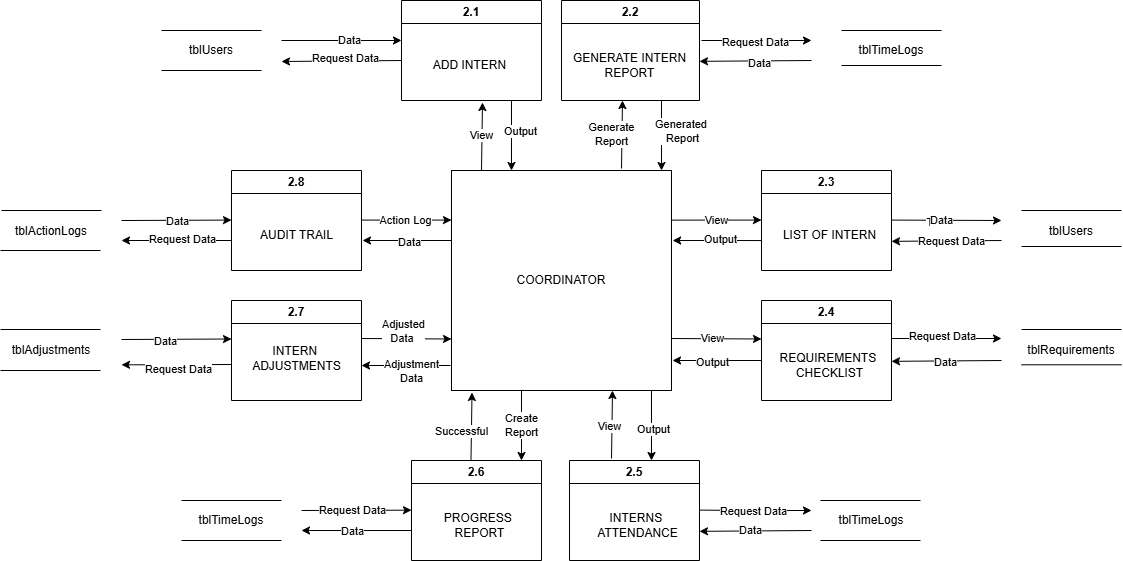 2.1
2.2
tblUsers
Data
Request Data
ADD INTERN
GENERATE INTERN
REPORT
Request Data
Data
tblTimeLogs
View
Output
Generate
Report
Generated
Report
2.8
2.3
tblActionLogs
Data
Request Data
AUDIT TRAIL
Action Log
Data
COORDINATOR
View
Output
LIST OF INTERN
Data
Request Data
tblUsers
2.7
2.4
tblAdjustments
Data
Request Data
INTERN
ADJUSTMENTS
Adjusted
Data
Adjustment
Data
View
Output
REQUIREMENTS
CHECKLIST
Request Data
Data
tblRequirements
Successful
Create
Report
View
Output
2.6
2.5
tblTimeLogs
Request Data
Data
PROGRESS
REPORT
INTERNS
ATTENDANCE
Request Data
Data
tblTimeLogs